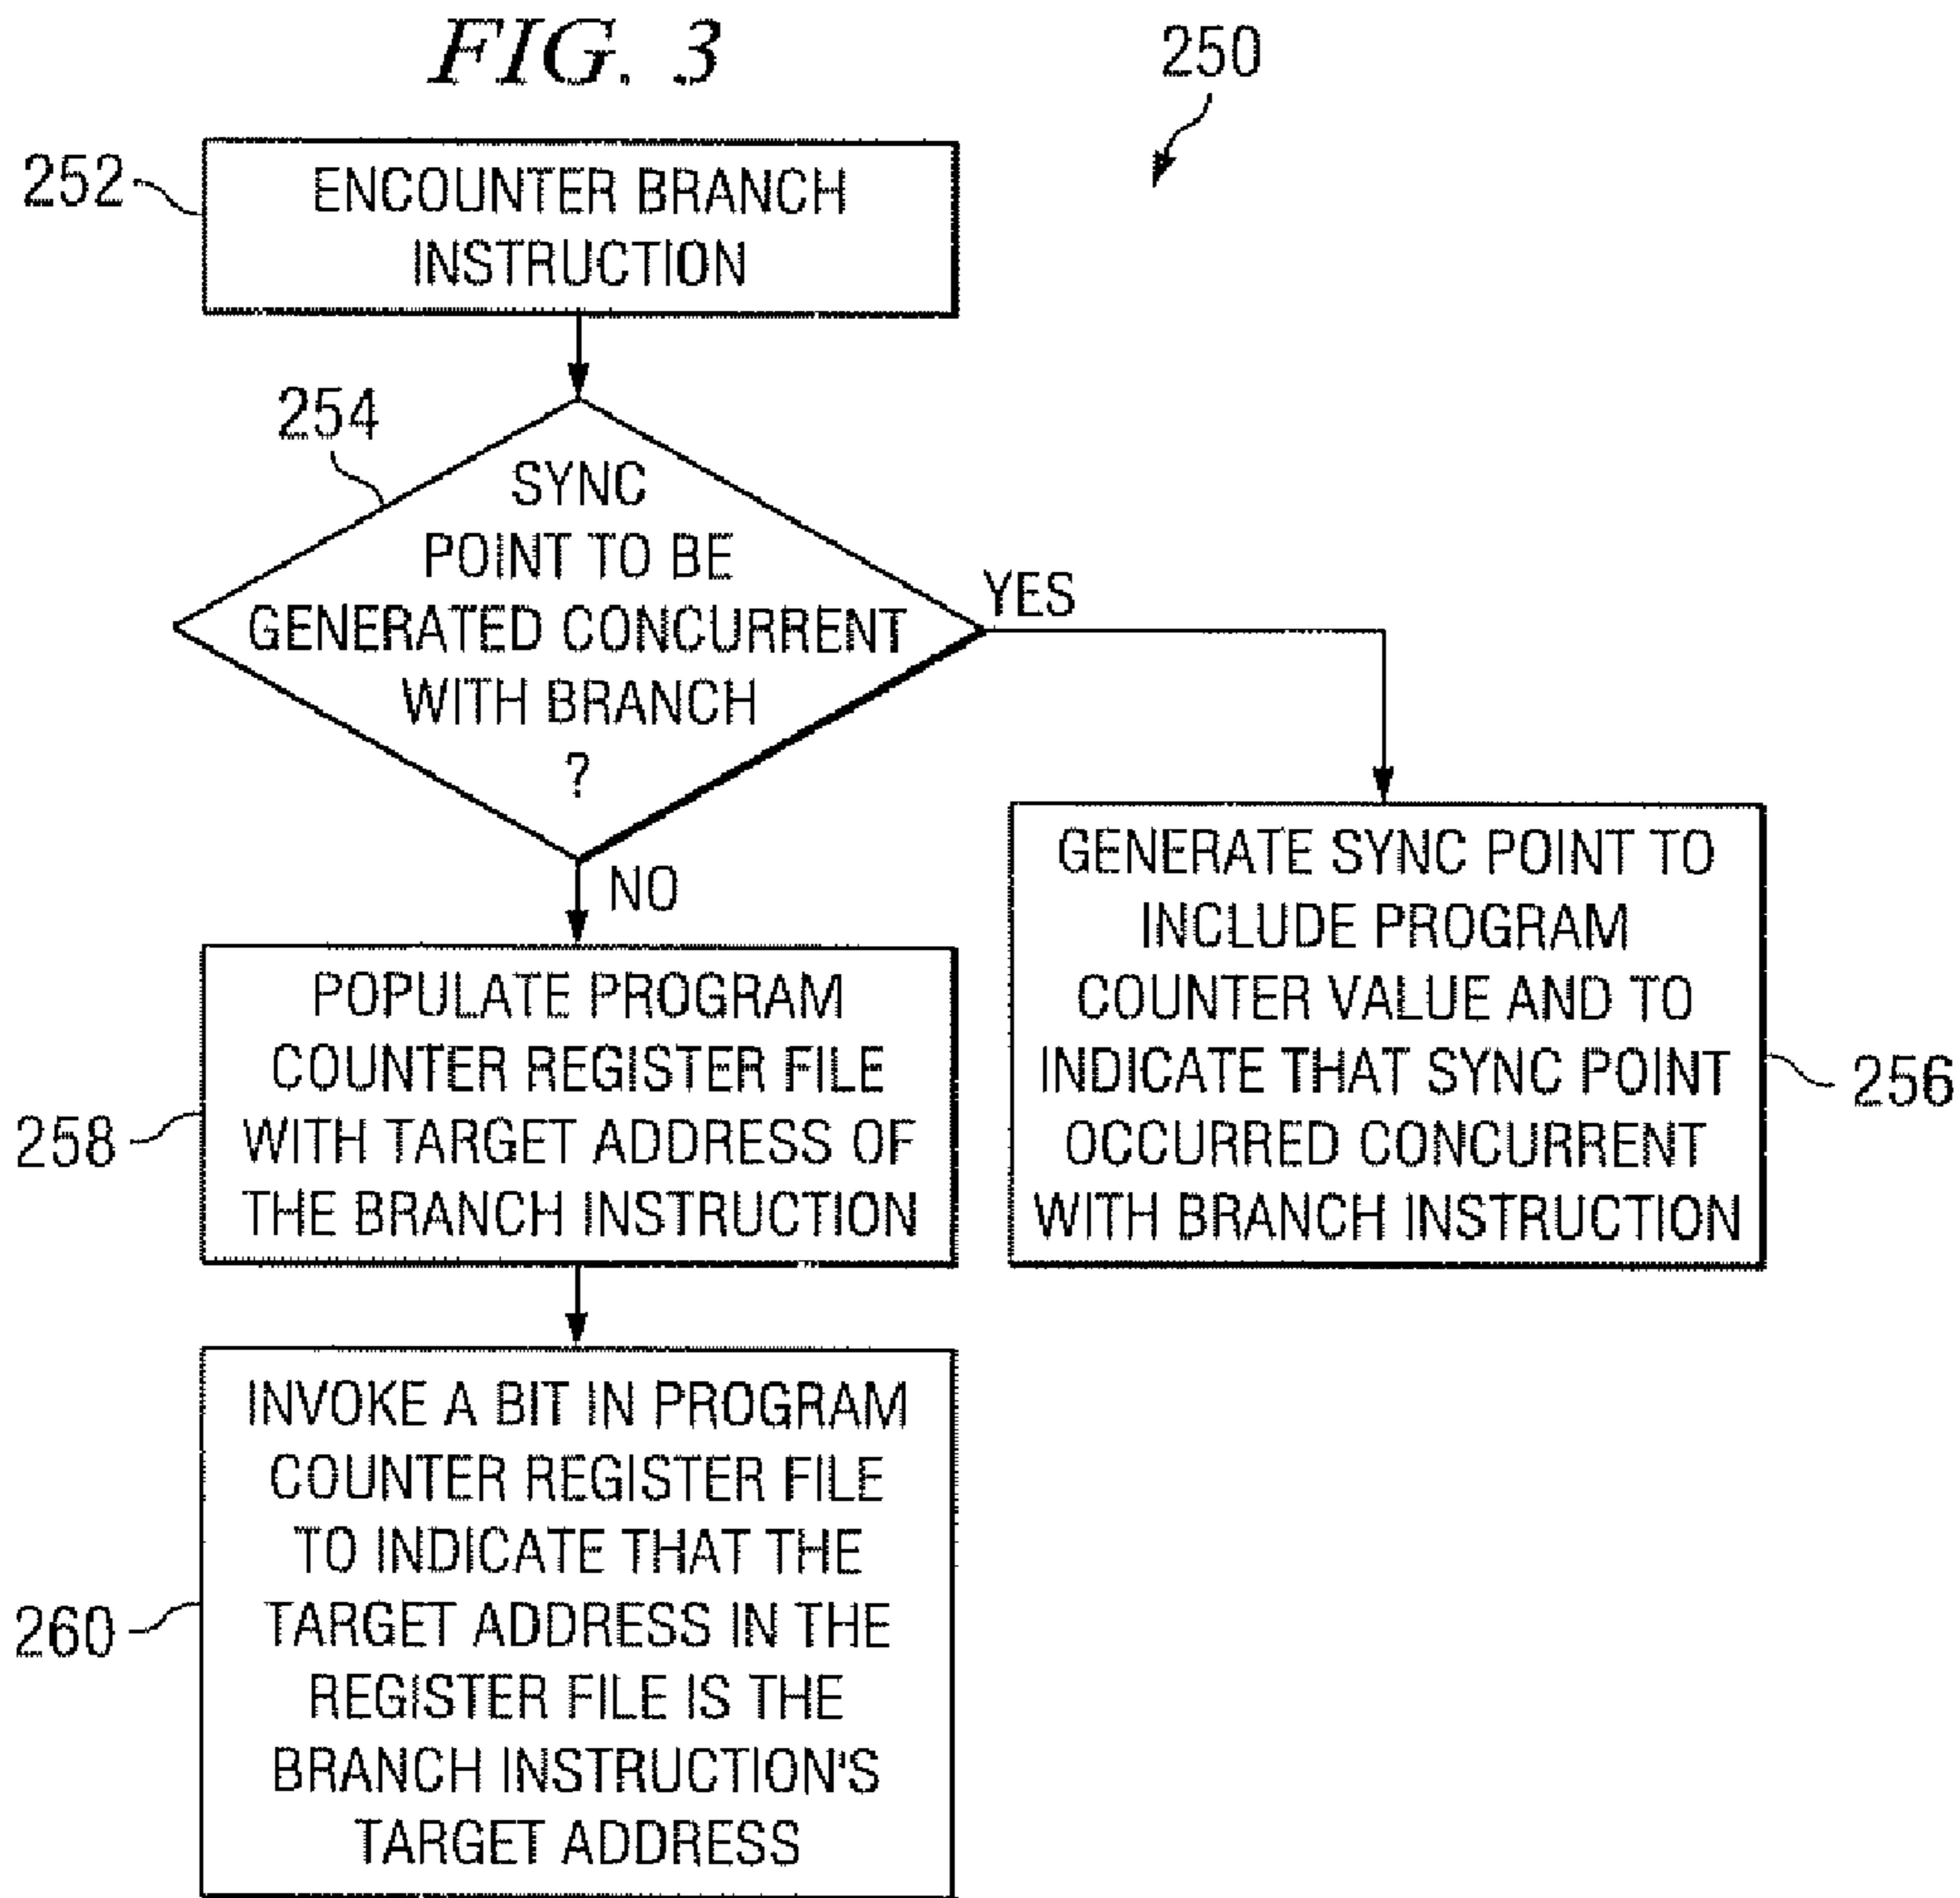 FIG. 3
250
252
ENCOUNTER BRANCH
INSTRUCTION
254
SYNC
POINT TO BE
GENERATED CONCURRENT
WITH BRANCH
?
YES
NO
GENERATE SYNC POINT TO
INCLUDE PROGRAM
COUNTER VALUE AND TO
INDICATE THAT SYNC POINT
OCCURRED CONCURRENT
WITH BRANCH INSTRUCTION
256
POPULATE PROGRAM
COUNTER REGISTER FILE
WITH TARGET ADDRESS OF
THE BRANCH INSTRUCTION
258
INVOKE A BIT IN PROGRAM
COUNTER REGISTER FILE
TO INDICATE THAT THE
TARGET ADDRESS IN THE
REGISTER FILE IS THE
BRANCH INSTRUCTION'S
TARGET ADDRESS
260